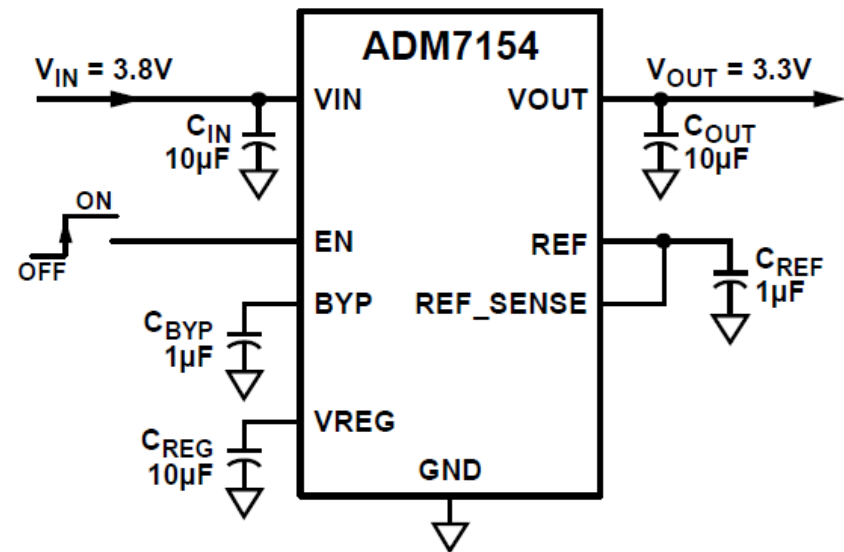 ADM7154
VIN = 3.8V
VOUT = 3.3V
VIN
VOUT
CIN
10µF
COUT
10µF
ON
OFF
EN
REF
CREF
1µF
BYP
REF_SENSE
CBYP
1µF
VREG
CREG
10µF
GND